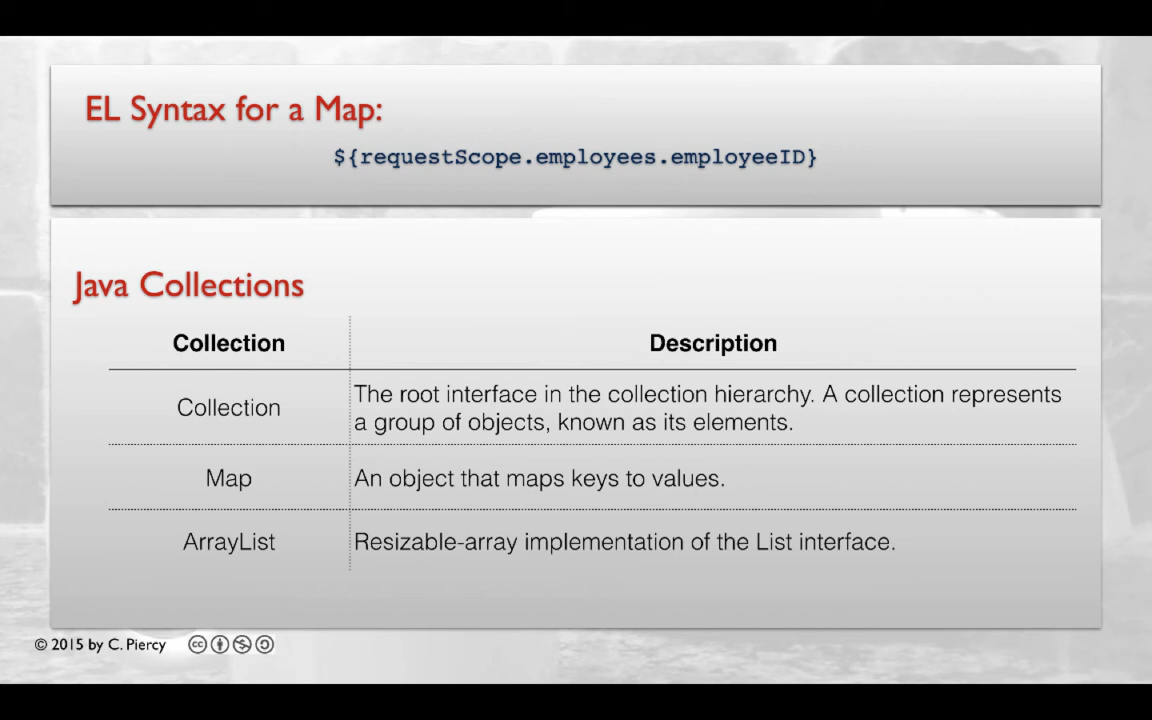 EL Syntax for a Map:
${requestScope.employees.employeeID}
Java Collections
Collection Description
Collection The root interface in the collection hierarchy. A collection represents
a group of objects, known as its elements.
Map An object that maps keys to values.
ArrayList Resizable-array implementation of the List interface.
© 2015 by C. Piercy cc